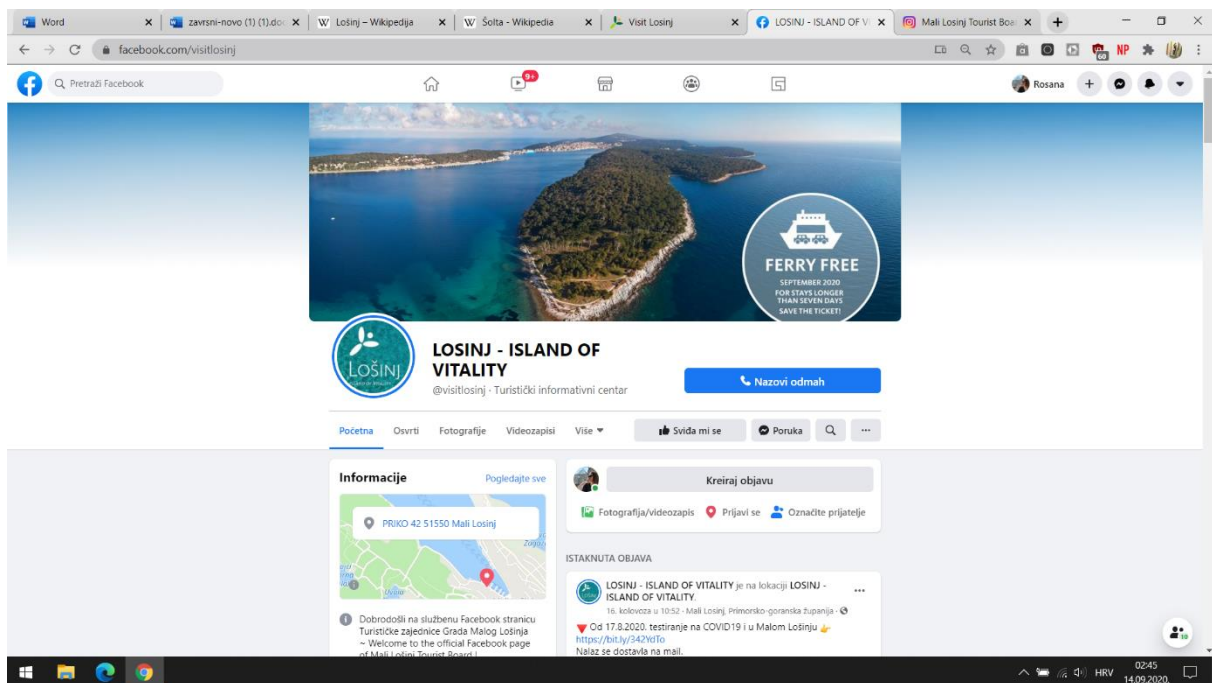 Word
zavrsni-novo (1) (1).doc
Lošinj – Wikipedija
Šolta - Wikipedia
Visit Losinj
LOSINJ - ISLAND OF VI
Mali Losinj Tourist Boa
facebook.com/visitlosinj
60
NP
Pretraži Facebook
9+
Rosana
FERRY FREE
SEPTEMBER 2020
FOR STAYS LONGER
THAN SEVEN DAYS
SAVE THE TICKET!
LOŠINJ
LOSINJ - ISLAND OF
VITALITY
@visitlosinj · Turistički informativni centar
Nazovi odmah
Početna Osvrti Fotografije Videozapisi Više
Sviđa mi se
Poruka
Informacije
Pogledajte sve
PRIKO 42 51550 Mali Losinj
Kreiraj objavu
Fotografija/videozapis Prijavi se Označite prijatelje
ISTAKNUTA OBJAVA
LOSINJ - ISLAND OF VITALITY je na lokaciji LOSINJ -
ISLAND OF VITALITY.
16. kolovoza u 10:52 · Mali Losinj, Primorsko-goranska županija ·
Od 17.8.2020. testiranje na COVID19 i u Malom Lošinju
https://bit.ly/342YdTo
Nalaz se dostavlja na mail.
Dobrodošli na službenu Facebook stranicu
Turističke zajednice Grada Malog Lošinja
~ Welcome to the official Facebook page
of Mali Lošinj Tourist Board !
10
HRV
02:45
14.09.2020.